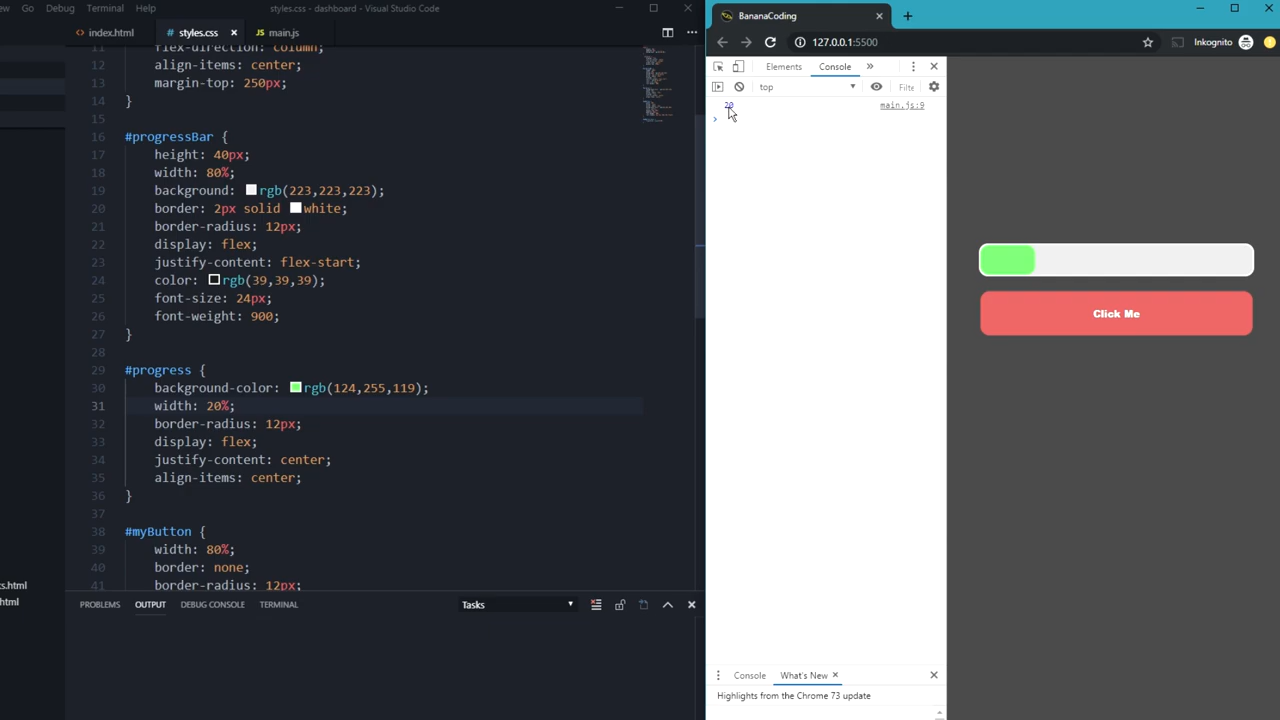 Go Debug Terminal Help
styles.css - dashboard - Visual Studio Code
index.html
# styles.css ×
main.js
11 flex-direction: column;
12 align-items: center;
13 margin-top: 250px;
14 }
15
16 #progressBar {
17 height: 40px;
18 width: 80%;
19 background: rgb(223,223,223);
20 border: 2px solid white;
21 border-radius: 12px;
22 display: flex;
23 justify-content: flex-start;
24 color: rgb(39,39,39);
25 font-size: 24px;
26 font-weight: 900;
27 }
28
29 #progress {
30 background-color: rgb(124,255,119);
31 width: 20%;
32 border-radius: 12px;
33 display: flex;
34 justify-content: center;
35 align-items: center;
36 }
37
38 #myButton {
39 width: 80%;
40 border: none;
41 border-radius: 12px;
s.html
html
PROBLEMS OUTPUT DEBUG CONSOLE TERMINAL
Tasks
BananaCoding
127.0.0.1:5500
Inkognito
Elements Console »
top
Filte
20 main.js:9
Click Me
Console What's New ×
Highlights from the Chrome 73 update